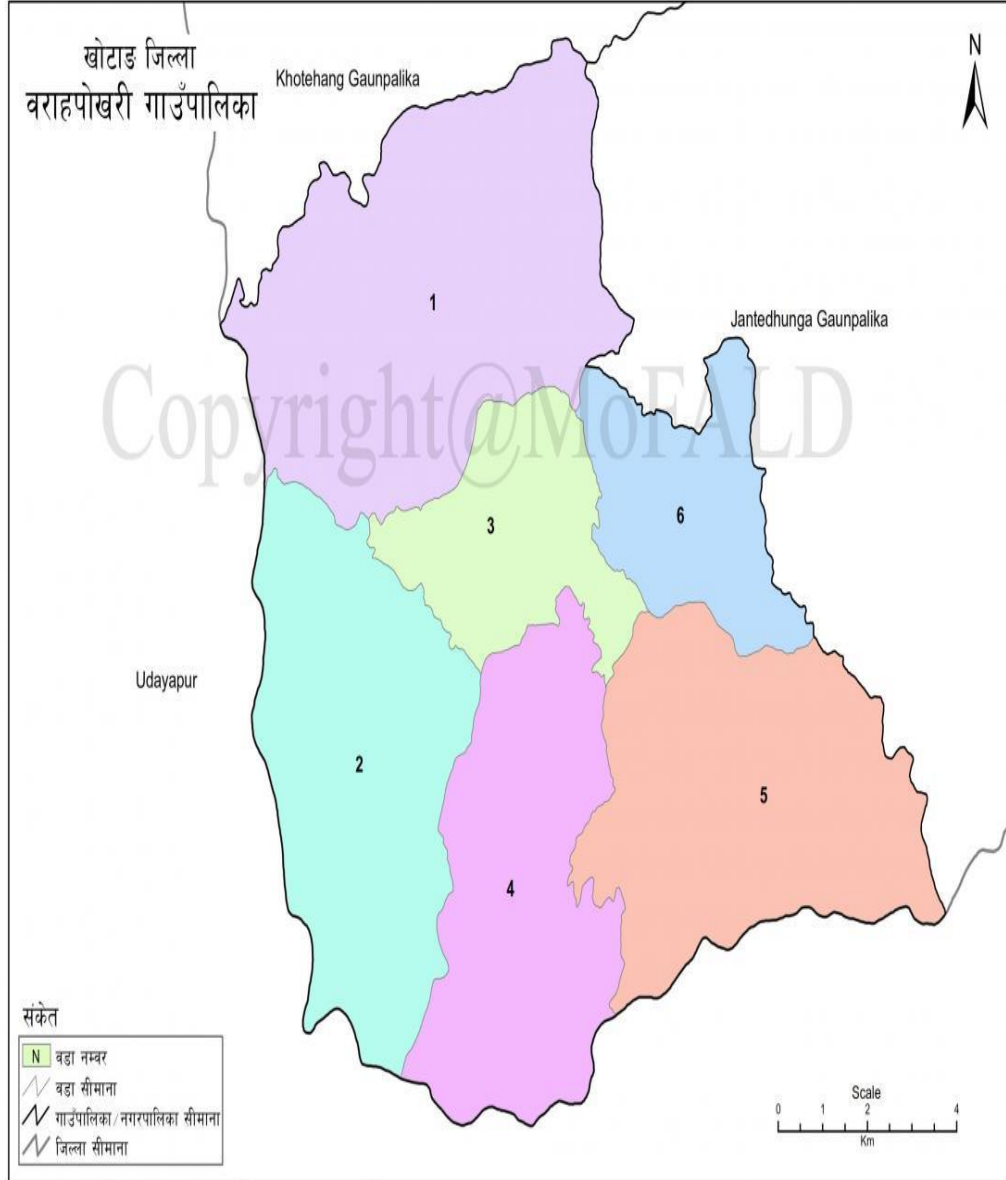 खोटाङ जिल्ला
वराहपोखरी गाउँपालिका
Khotehang Gaunpalika
N
1
Jantedhunga Gaunpalika
Copyright@MoFALD
3
6
Udayapur
2
5
4
संकेत
N वडा नम्बर
वडा सीमाना
गाउँपालिका/नगरपालिका सीमाना
जिल्ला सीमाना
Scale
0 1 2 4
Km